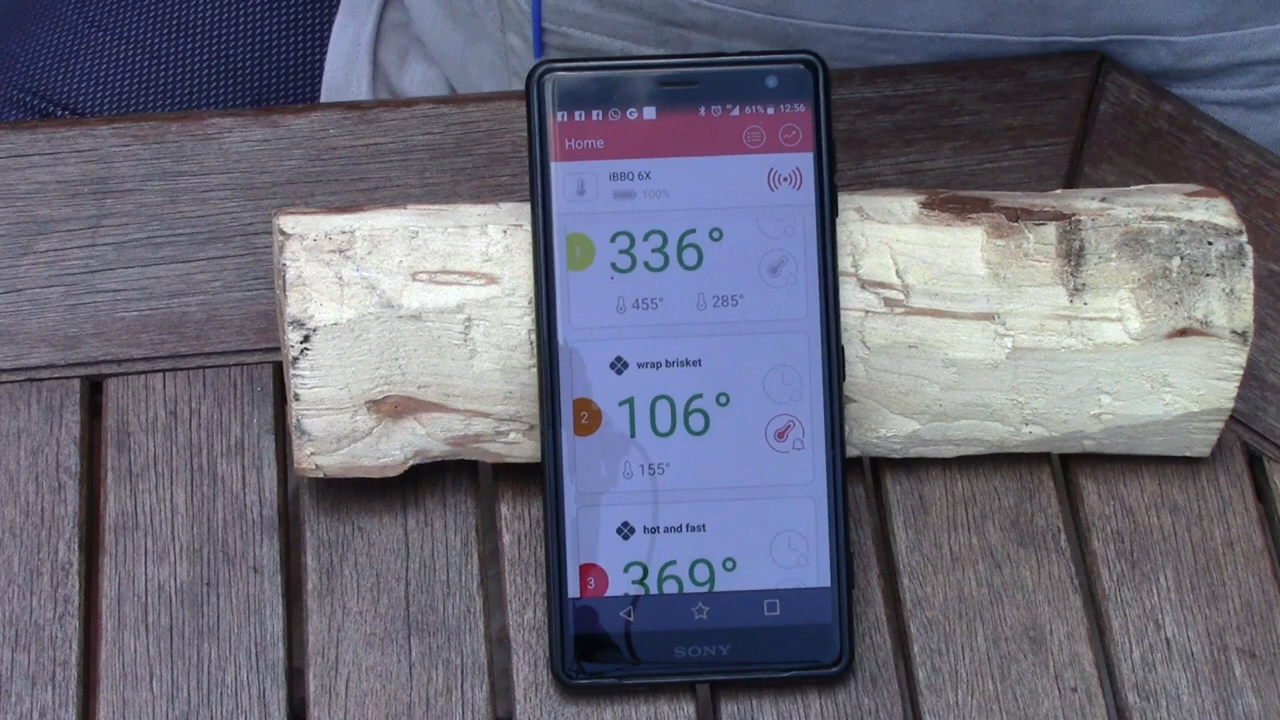 61% 12:56
Home
iBBQ 6X
100%
1 336°
455° 285°
wrap brisket
2 106°
155°
hot and fast
3 369°
SONY